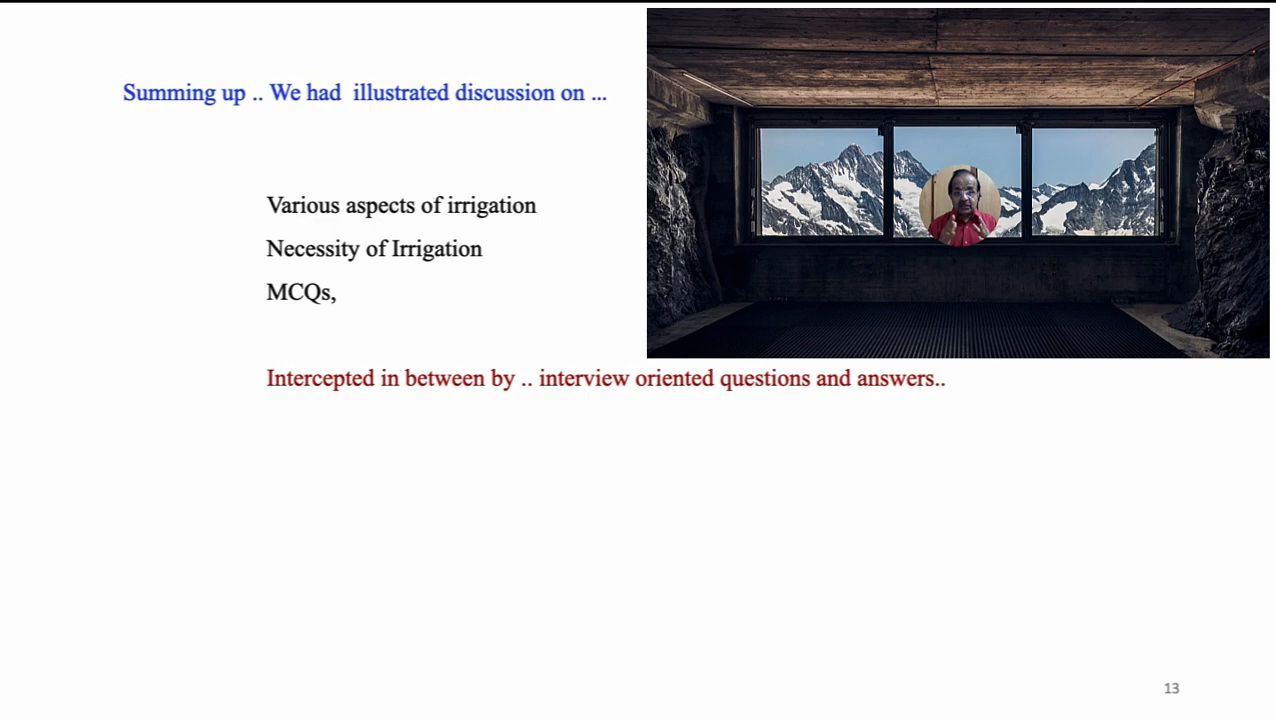 Summing up .. We had illustrated discussion on ...
Various aspects of irrigation
Necessity of Irrigation
MCQs,
Intercepted in between by .. interview oriented questions and answers..
13